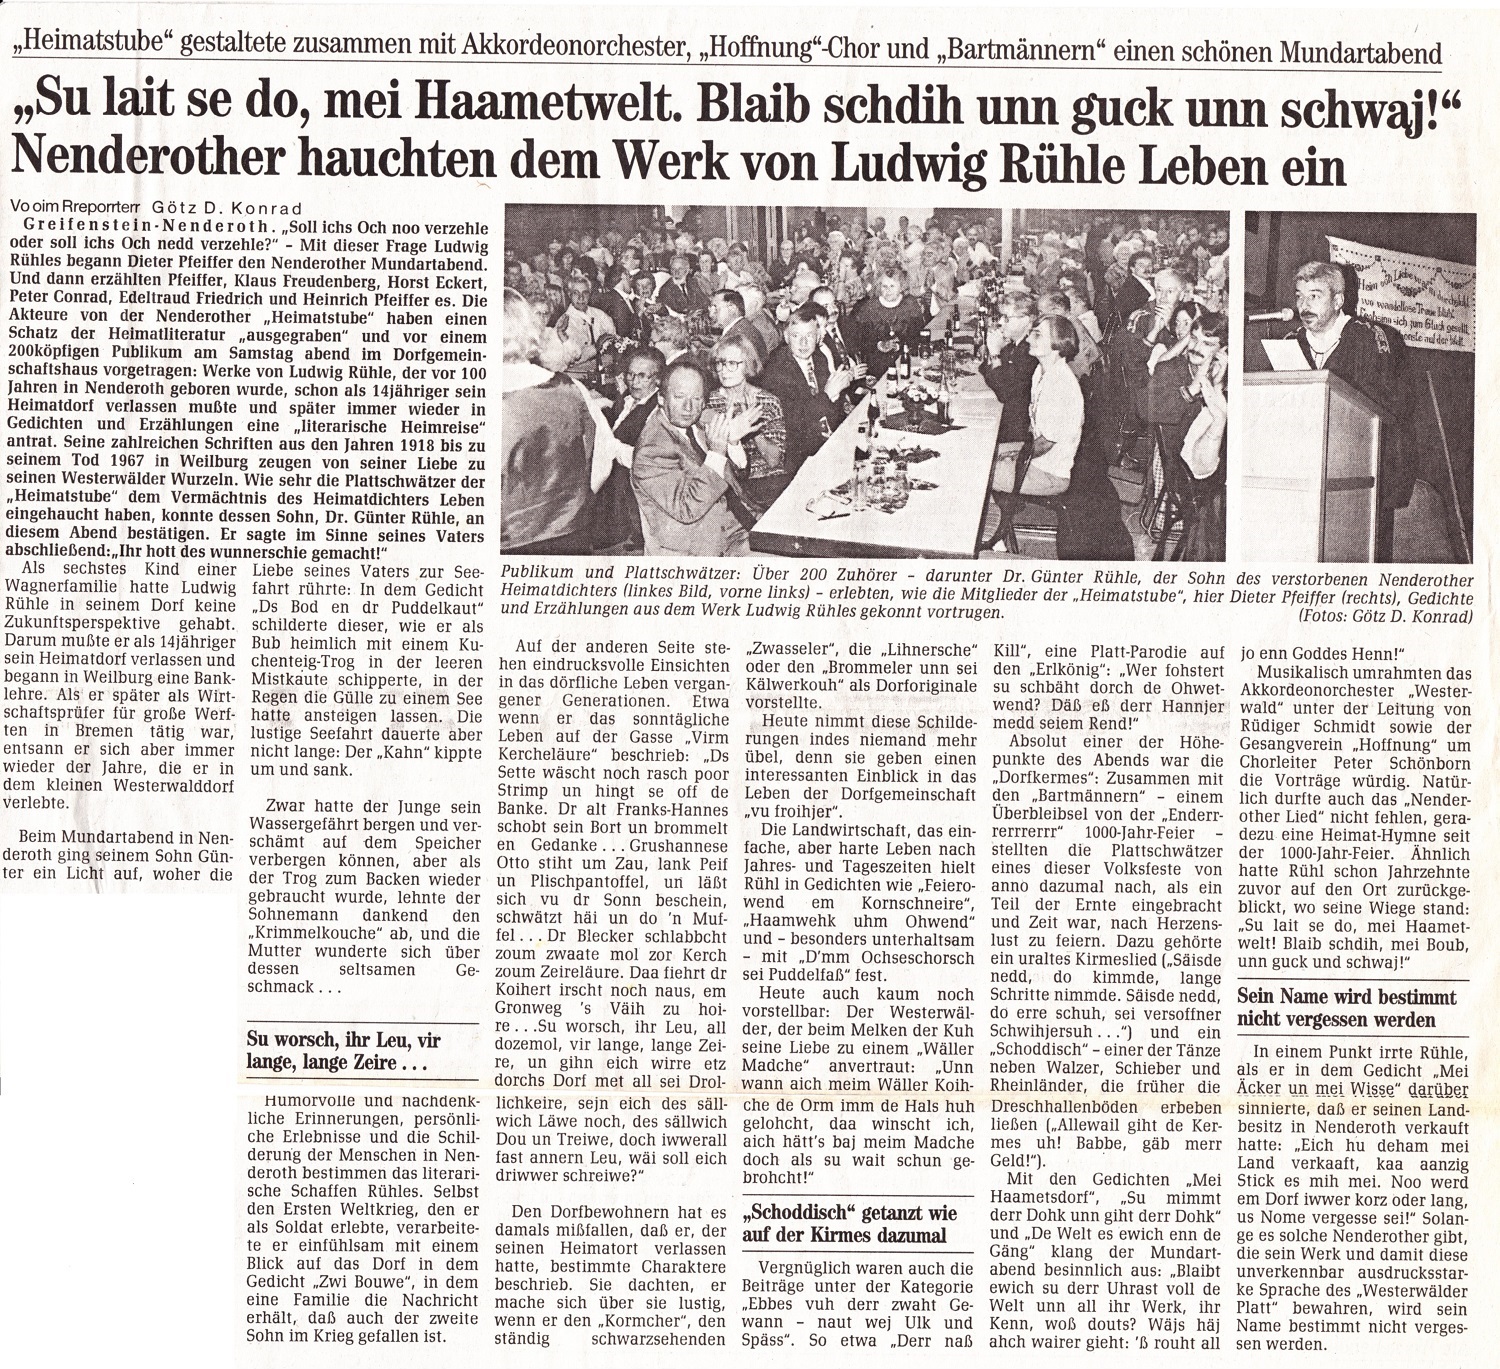 „Heimatstube“ gestaltete zusammen mit Akkordeonorchester, „Hoffnung“-Chor und „Bartmännern“ einen schönen Mundartabend
„Su lait se do, mei Haametwelt. Blaib schdih unn guck unn schwaj!“
Nenderother hauchten dem Werk von Ludwig Rühle Leben ein
Vo oim Rreporrterr Götz D. Konrad
Greifenstein-Nenderoth. „Soll ichs Och noo verzehle
oder soll ichs Och nedd verzehle?“ – Mit dieser Frage Ludwig
Rühles begann Dieter Pfeiffer den Nenderother Mundartabend.
Und dann erzählten Pfeiffer, Klaus Freudenberg, Horst Eckert,
Peter Conrad, Edeltraud Friedrich und Heinrich Pfeiffer es. Die
Akteure von der Nenderother „Heimatstube“ haben einen
Schatz der Heimatliteratur „ausgegraben“ und vor einem
200köpfigen Publikum am Samstag abend im Dorfgemein-
schaftshaus vorgetragen: Werke von Ludwig Rühle, der vor 100
Jahren in Nenderoth geboren wurde, schon als 14jähriger sein
Heimatdorf verlassen mußte und später immer wieder in
Gedichten und Erzählungen eine „literarische Heimreise“
antrat. Seine zahlreichen Schriften aus den Jahren 1918 bis zu
seinem Tod 1967 in Weilburg zeugen von seiner Liebe zu
seinen Westerwälder Wurzeln. Wie sehr die Plattschwätzer der
„Heimatstube“ dem Vermächtnis des Heimatdichters Leben
eingehaucht haben, konnte dessen Sohn, Dr. Günter Rühle, an
diesem Abend bestätigen. Er sagte im Sinne seines Vaters
abschließend:„Ihr hott des wunnerschie gemacht!“
Als sechstes Kind einer
Wagnerfamilie hatte Ludwig
Rühle in seinem Dorf keine
Zukunftsperspektive gehabt.
Darum mußte er als 14jähriger
sein Heimatdorf verlassen und
begann in Weilburg eine Bank-
lehre. Als er später als Wirt-
schaftsprüfer für große Werf-
ten in Bremen tätig war,
entsann er sich aber immer
wieder der Jahre, die er in
dem kleinen Westerwalddorf
verlebte.
Beim Mundartabend in Nen-
deroth ging seinem Sohn Gün-
ter ein Licht auf, woher die
Liebe seines Vaters zur See-
fahrt rührte: In dem Gedicht
„Ds Bod en dr Puddelkaut“
schilderte dieser, wie er als
Bub heimlich mit einem Ku-
chenteig-Trog in der leeren
Mistkaute schipperte, in der
Regen die Gülle zu einem See
hatte ansteigen lassen. Die
lustige Seefahrt dauerte aber
nicht lange: Der „Kahn“ kippte
um und sank.
Zwar hatte der Junge sein
Wassergefährt bergen und ver-
schämt auf dem Speicher
verbergen können, aber als
der Trog zum Backen wieder
gebraucht wurde, lehnte der
Sohnemann dankend den
„Krimmelkouche“ ab, und die
Mutter wunderte sich über
dessen seltsamen Ge-
schmack . . .
Su worsch, ihr Leu, vir
lange, lange Zeire . . .
Humorvolle und nachdenk-
liche Erinnerungen, persönli-
che Erlebnisse und die Schil-
derung der Menschen in Nen-
deroth bestimmen das literari-
sche Schaffen Rühles. Selbst
den Ersten Weltkrieg, den er
als Soldat erlebte, verarbeite-
te er einfühlsam mit einem
Blick auf das Dorf in dem
Gedicht „Zwi Bouwe“, in dem
eine Familie die Nachricht
erhält, daß auch der zweite
Sohn im Krieg gefallen ist.
Heim
Liebe
wo wandellose Treue blüht
sich zum Glück gesellt
auf der Welt
Publikum und Plattschwätzer: Über 200 Zuhörer – darunter Dr. Günter Rühle, der Sohn des verstorbenen Nenderother
Heimatdichters (linkes Bild, vorne links) – erlebten, wie die Mitglieder der „Heimatstube“, hier Dieter Pfeiffer (rechts), Gedichte
und Erzählungen aus dem Werk Ludwig Rühles gekonnt vortrugen. (Fotos: Götz D. Konrad)
Auf der anderen Seite ste-
hen eindrucksvolle Einsichten
in das dörfliche Leben vergan-
gener Generationen. Etwa
wenn er das sonntägliche
Leben auf der Gasse „Virm
Kercheläure“ beschrieb: „Ds
Sette wäscht noch rasch poor
Strimp un hingt se off de
Banke. Dr alt Franks-Hannes
schobt sein Bort un brommelt
en Gedanke . . . Grushannese
Otto stiht um Zau, lank Peif
un Plischpantoffel, un läßt
sich vu dr Sonn beschein,
schwätzt häi un do 'n Muf-
fel . . . Dr Blecker schlabbcht
zoum zwaate mol zor Kerch
zoum Zeireläure. Daa fiehrt dr
Koihert irscht noch naus, em
Gronweg 's Väih zu hoi-
re . . .Su worsch, ihr Leu, all
dozemol, vir lange, lange Zei-
re, un gihn eich wirre etz
dorchs Dorf met all sei Drol-
lichkeire, sejn eich des säll-
wich Läwe noch, des sällwich
Dou un Treiwe, doch iwwerall
fast annern Leu, wäi soll eich
driwwer schreiwe?“
Den Dorfbewohnern hat es
damals mißfallen, daß er, der
seinen Heimatort verlassen
hatte, bestimmte Charaktere
beschrieb. Sie dachten, er
mache sich über sie lustig,
wenn er den „Kormcher“, den
ständig schwarzsehenden
„Zwasseler“, die „Lihnersche“
oder den „Brommeler unn sei
Kälwerkouh“ als Dorforiginale
vorstellte.
Heute nimmt diese Schilde-
rungen indes niemand mehr
übel, denn sie geben einen
interessanten Einblick in das
Leben der Dorfgemeinschaft
„vu froihjer“.
Die Landwirtschaft, das ein-
fache, aber harte Leben nach
Jahres- und Tageszeiten hielt
Rühl in Gedichten wie „Feiero-
wend em Kornschneire“,
„Haamwehk uhm Ohwend“
und – besonders unterhaltsam
– mit „D'mm Ochseschorsch
sei Puddelfaß“ fest.
Heute auch kaum noch
vorstellbar: Der Westerwäl-
der, der beim Melken der Kuh
seine Liebe zu einem „Wäller
Madche“ anvertraut: „Unn
wann aich meim Wäller Koih-
che de Orm imm de Hals huh
gelohcht, daa winscht ich,
aich hätt's baj meim Madche
doch als su wait schun ge-
brohcht!“
„Schoddisch“ getanzt wie
auf der Kirmes dazumal
Vergnüglich waren auch die
Beiträge unter der Kategorie
„Ebbes vuh derr zwaht Ge-
wann – naut wej Ulk und
Späss“. So etwa „Derr naß
Kill“, eine Platt-Parodie auf
den „Erlkönig“: „Wer fohstert
su schbäht dorch de Ohwet-
wend? Däß eß derr Hannjer
medd seiem Rend!“
Absolut einer der Höhe-
punkte des Abends war die
„Dorfkermes“: Zusammen mit
den „Bartmännern“ – einem
Überbleibsel von der „Enderr-
rerrrerrr“ 1000-Jahr-Feier –
stellten die Plattschwätzer
eines dieser Volksfeste von
anno dazumal nach, als ein
Teil der Ernte eingebracht
und Zeit war, nach Herzens-
lust zu feiern. Dazu gehörte
ein uraltes Kirmeslied („Säisde
nedd, do kimmde, lange
Schritte nimmde. Säisde nedd,
do erre schuh, sei versoffner
Schwihjersuh . . .“) und ein
„Schoddisch“ – einer der Tänze
neben Walzer, Schieber und
Rheinländer, die früher die
Dreschhallenböden erbeben
ließen („Allewail giht de Ker-
mes uh! Babbe, gäb merr
Geld!“).
Mit den Gedichten „Mei
Haametsdorf“, „Su mimmt
derr Dohk unn giht derr Dohk“
und „De Welt es ewich enn de
Gäng“ klang der Mundart-
abend besinnlich aus: „Blaibt
ewich su derr Uhrast voll de
Welt unn all ihr Werk, ihr
Kenn, woß douts? Wäjs häj
ahch wairer gieht: 'ß rouht all
jo enn Goddes Henn!“
Musikalisch umrahmten das
Akkordeonorchester „Wester-
wald“ unter der Leitung von
Rüdiger Schmidt sowie der
Gesangverein „Hoffnung“ um
Chorleiter Peter Schönborn
die Vorträge würdig. Natür-
lich durfte auch das „Nender-
other Lied“ nicht fehlen, gera-
dezu eine Heimat-Hymne seit
der 1000-Jahr-Feier. Ähnlich
hatte Rühl schon Jahrzehnte
zuvor auf den Ort zurückge-
blickt, wo seine Wiege stand:
„Su lait se do, mei Haamet-
welt! Blaib schdih, mei Boub,
unn guck und schwaj!“
Sein Name wird bestimmt
nicht vergessen werden
In einem Punkt irrte Rühle,
als er in dem Gedicht „Mei
Äcker un mei Wisse“ darüber
sinnierte, daß er seinen Land-
besitz in Nenderoth verkauft
hatte: „Eich hu deham mei
Land verkaaft, kaa aanzig
Stick es mih mei. Noo werd
em Dorf iwwer korz oder lang,
us Nome vergesse sei!“ Solan-
ge es solche Nenderother gibt,
die sein Werk und damit diese
unverkennbar ausdrucksstar-
ke Sprache des „Westerwälder
Platt“ bewahren, wird sein
Name bestimmt nicht verges-
sen werden.